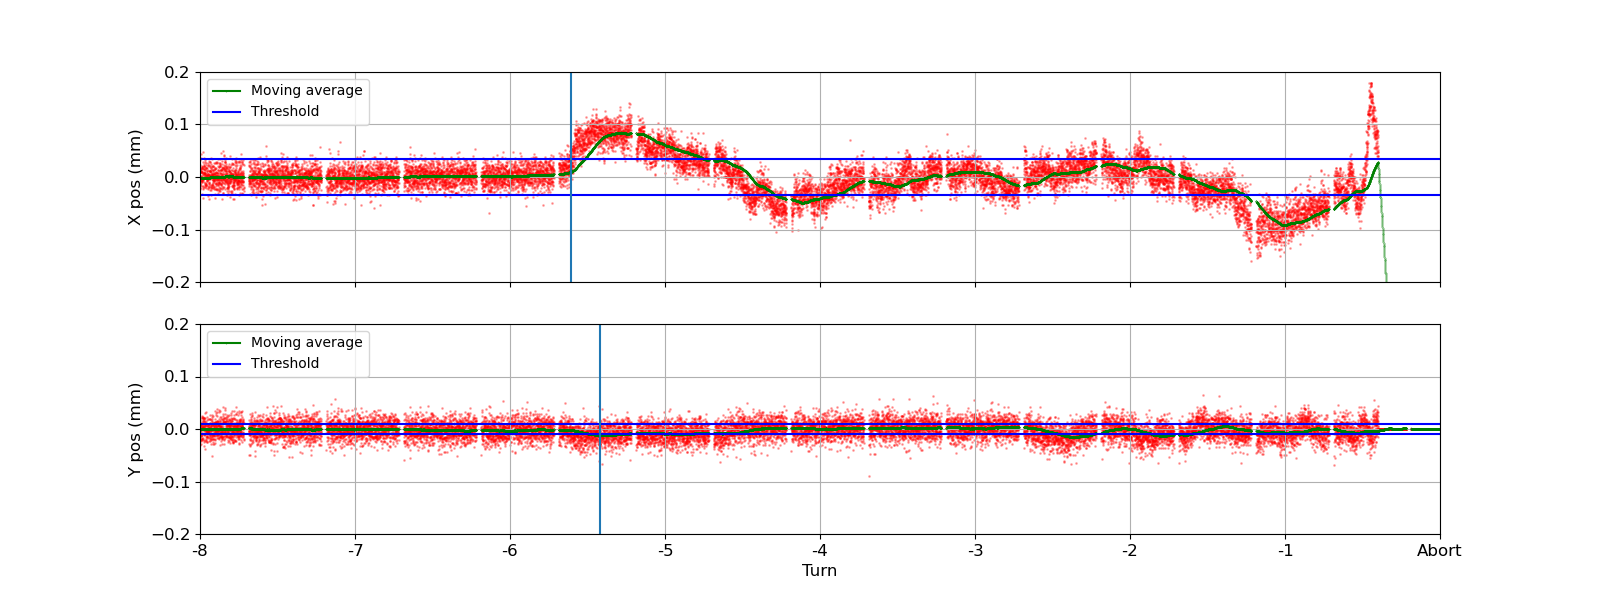 0.2
0.1
0.0
−0.1
−0.2
X pos (mm)
Moving average
Threshold
0.2
0.1
0.0
−0.1
−0.2
Y pos (mm)
Moving average
Threshold
-8 -7 -6 -5 -4 -3 -2 -1 Abort
Turn